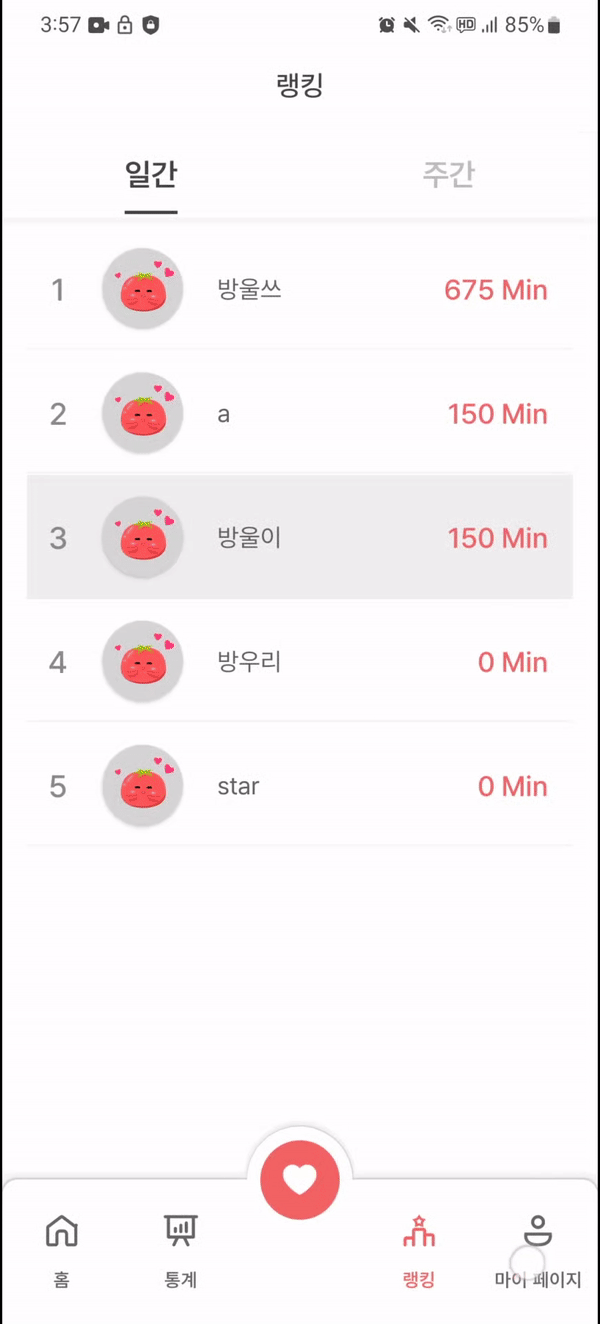 3:57 HD 85%
랭킹
일간 주간
1 방울쓰 675 Min
2 a 150 Min
3 방울이 150 Min
4 방우리 0 Min
5 star 0 Min
홈 통계 랭킹 마이 페이지